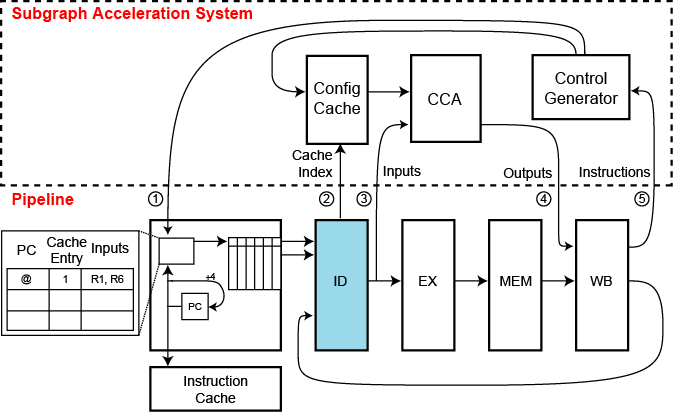 Subgraph Acceleration System
Config
Cache
CCA
Control
Generator
Cache
Index
Inputs
Outputs
Instructions
Pipeline
① ② ③ ④ ⑤
PC Cache Entry Inputs
@ 1 R1, R6
+4
PC
ID
EX
MEM
WB
Instruction
Cache